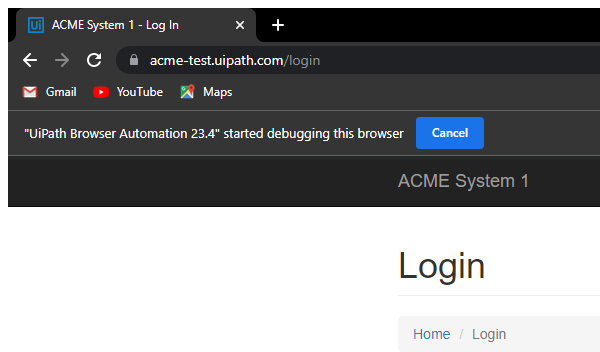 Ui ACME System 1 - Log In
acme-test.uipath.com/login
Gmail YouTube Maps
"UiPath Browser Automation 23.4" started debugging this browser Cancel
ACME System 1
Login
Home / Login